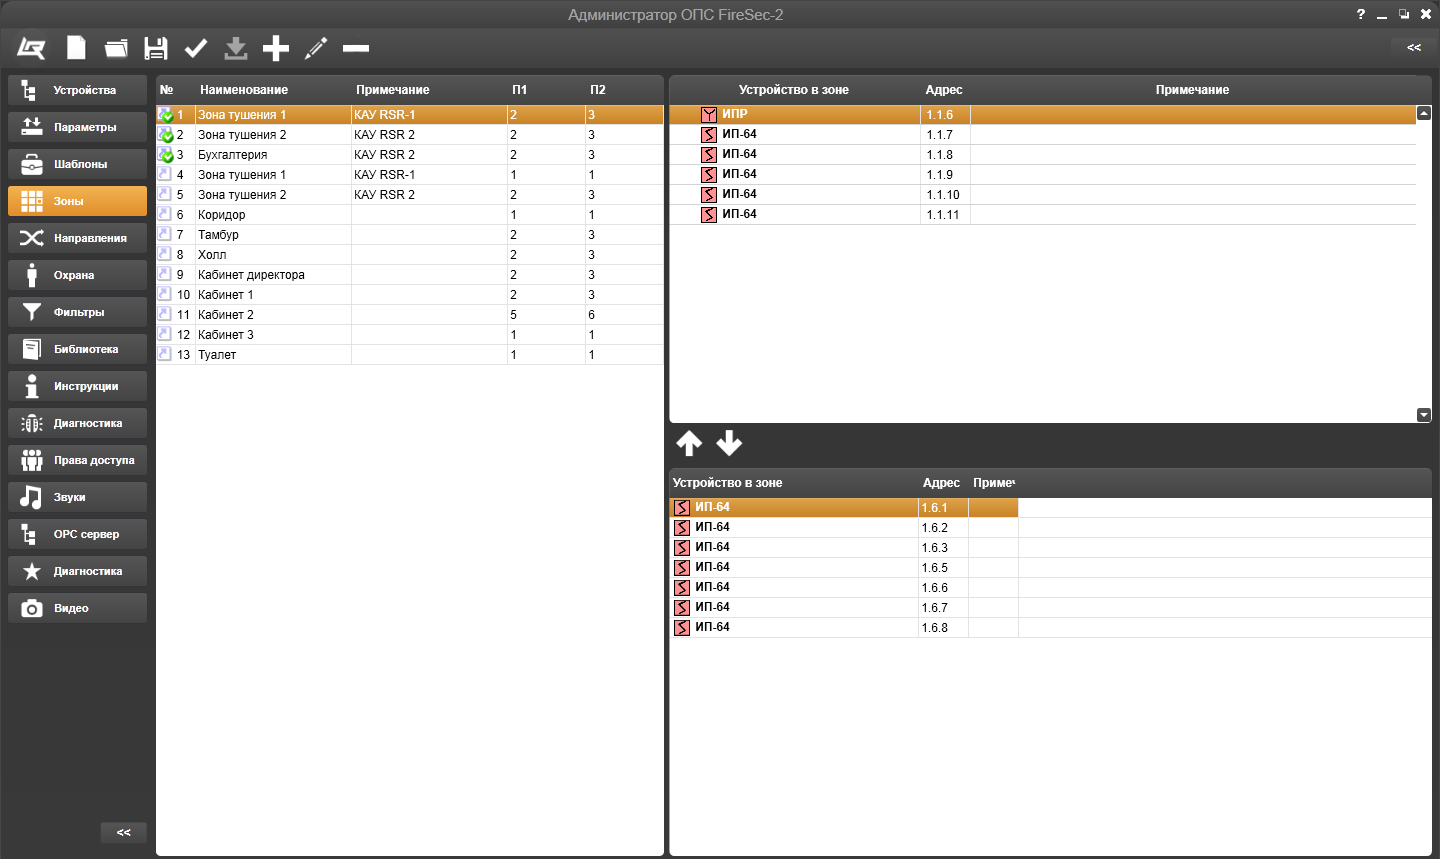 Администратор ОПС FireSec-2
?
<<
Устройства
Параметры
Шаблоны
Зоны
Направления
Охрана
Фильтры
Библиотека
Инструкции
Диагностика
Права доступа
Звуки
ОРС сервер
Диагностика
Видео
<<
№ Наименование Примечание П1 П2
1 Зона тушения 1 КАУ RSR-1 2 3
2 Зона тушения 2 КАУ RSR 2 2 3
3 Бухгалтерия КАУ RSR 2 2 3
4 Зона тушения 1 КАУ RSR-1 1 1
5 Зона тушения 2 КАУ RSR 2 2 3
6 Коридор 1 1
7 Тамбур 2 3
8 Холл 2 3
9 Кабинет директора 2 3
10 Кабинет 1 2 3
11 Кабинет 2 5 6
12 Кабинет 3 1 1
13 Туалет 1 1
Устройство в зоне Адрес Примечание
ИПР 1.1.6
ИП-64 1.1.7
ИП-64 1.1.8
ИП-64 1.1.9
ИП-64 1.1.10
ИП-64 1.1.11
Устройство в зоне Адрес Примеч
ИП-64 1.6.1
ИП-64 1.6.2
ИП-64 1.6.3
ИП-64 1.6.5
ИП-64 1.6.6
ИП-64 1.6.7
ИП-64 1.6.8